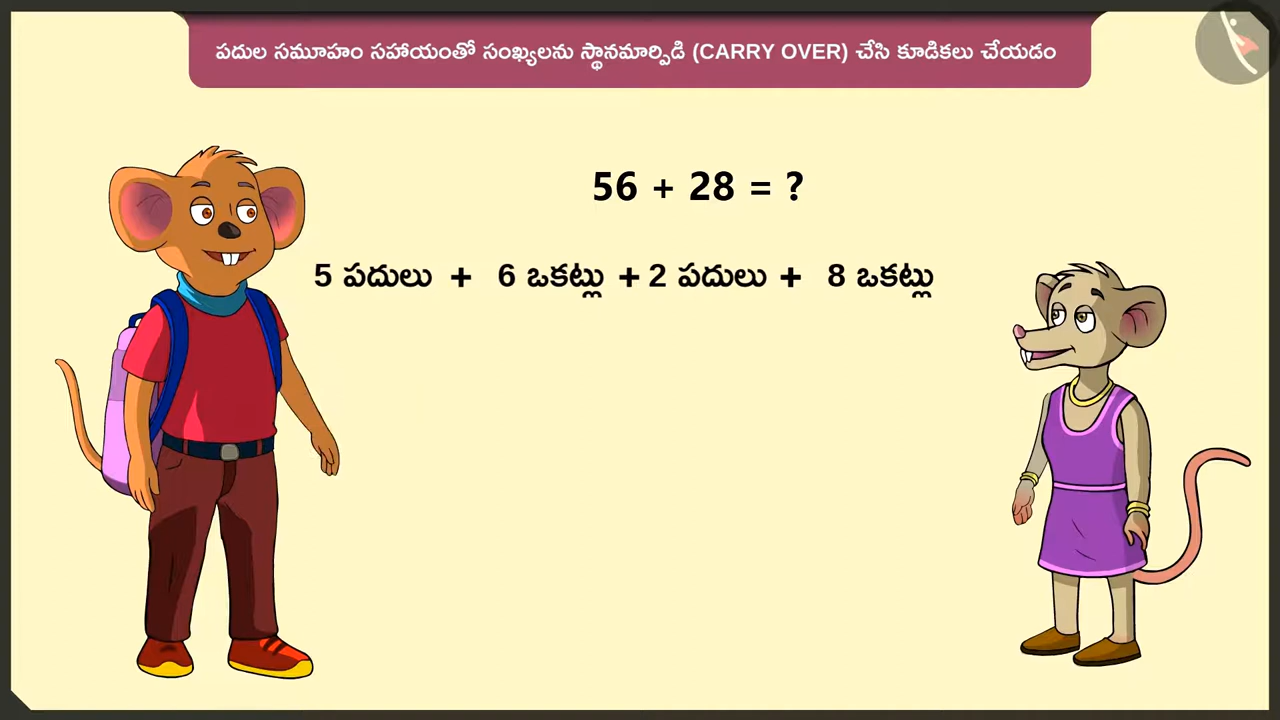 పదుల సమూహం సహాయంతో సంఖ్యలను స్థానమార్పిడి (CARRY OVER) చేసి కూడికలు చేయడం
56 + 28 = ?
5 పదులు + 6 ఒకట్లు + 2 పదులు + 8 ఒకట్లు